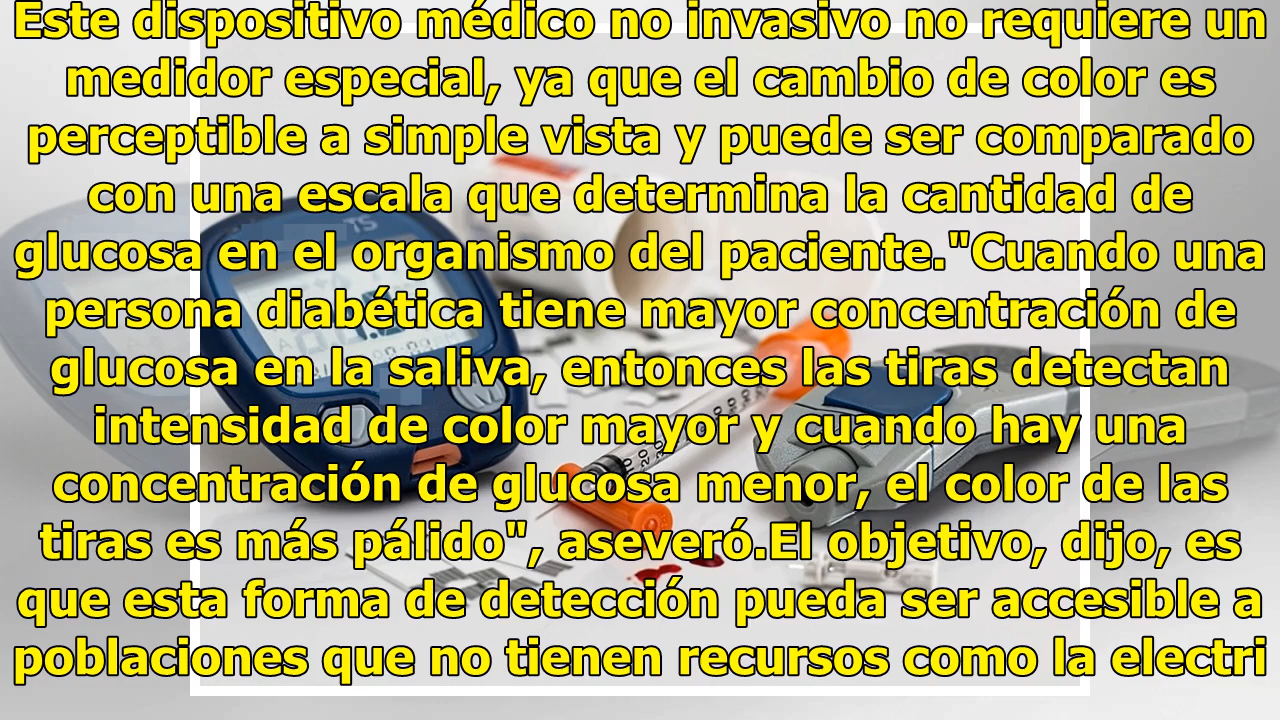 Este dispositivo médico no invasivo no requiere un
medidor especial, ya que el cambio de color es
perceptible a simple vista y puede ser comparado
con una escala que determina la cantidad de
glucosa en el organismo del paciente."Cuando una
persona diabética tiene mayor concentración de
glucosa en la saliva, entonces las tiras detectan
intensidad de color mayor y cuando hay una
concentración de glucosa menor, el color de las
tiras es más pálido", aseveró.El objetivo, dijo, es
que esta forma de detección pueda ser accesible a
poblaciones que no tienen recursos como la electri
TS